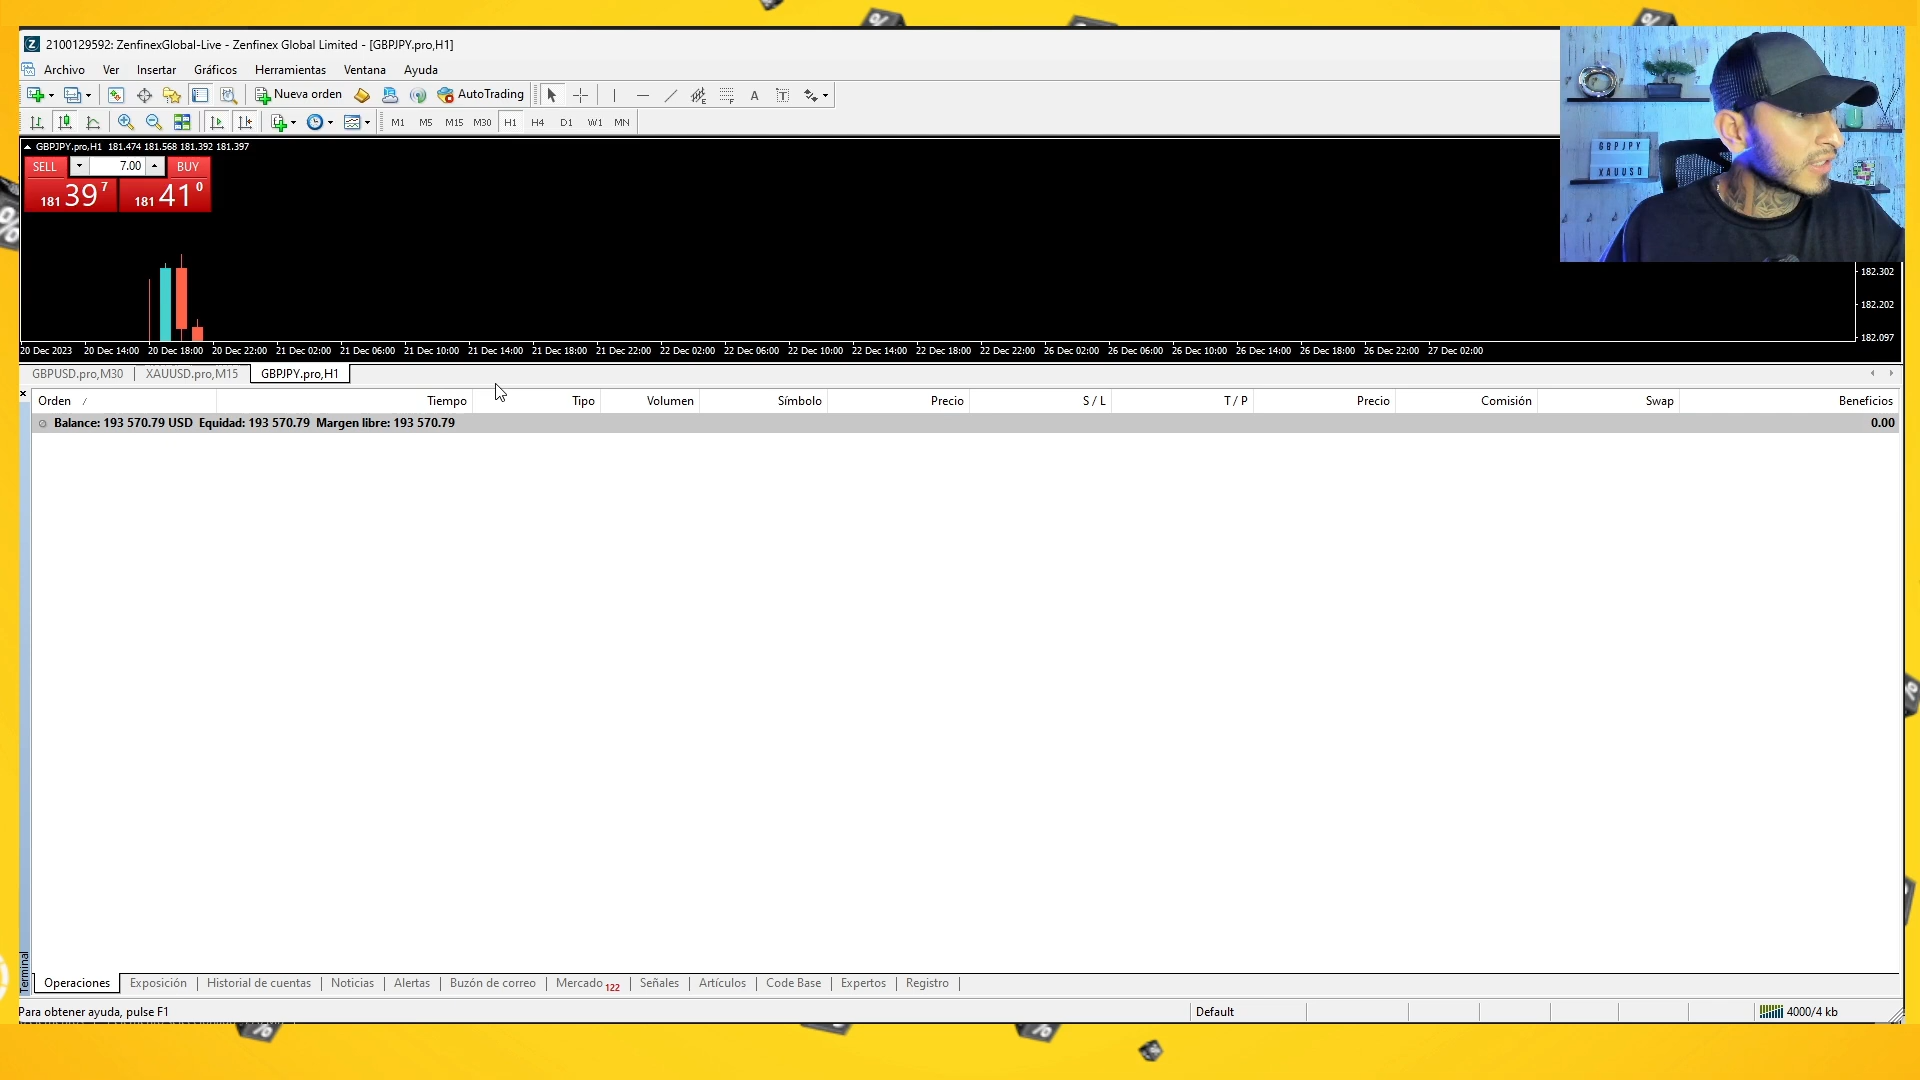 2100129592: ZenfinexGlobal-Live - Zenfinex Global Limited - [GBPJPY.pro,H1]
Archivo Ver Insertar Gráficos Herramientas Ventana Ayuda
Nueva orden AutoTrading A T
M1 M5 M15 M30 H1 H4 D1 W1 MN
GBPJPY.pro,H1 181.474 181.568 181.392 181.397
SELL 7.00 BUY
181 39 7 181 41 0
GBPJPY
XAUUSD
182.302
182.202
182.097
20 Dec 2023 20 Dec 14:00 20 Dec 18:00 20 Dec 22:00 21 Dec 02:00 21 Dec 06:00 21 Dec 10:00 21 Dec 14:00 21 Dec 18:00 21 Dec 22:00 22 Dec 02:00 22 Dec 06:00 22 Dec 10:00 22 Dec 14:00 22 Dec 18:00 22 Dec 22:00 26 Dec 02:00 26 Dec 06:00 26 Dec 10:00 26 Dec 14:00 26 Dec 18:00 26 Dec 22:00 27 Dec 02:00
GBPUSD.pro,M30 XAUUSD.pro,M15 GBPJPY.pro,H1
Orden / Tiempo Tipo Volumen Símbolo Precio S / L T / P Precio Comisión Swap Beneficios
Balance: 193 570.79 USD Equidad: 193 570.79 Margen libre: 193 570.79 0.00
Terminal
Operaciones Exposición Historial de cuentas Noticias Alertas Buzón de correo Mercado 122 Señales Artículos Code Base Expertos Registro
Para obtener ayuda, pulse F1 Default 4000/4 kb